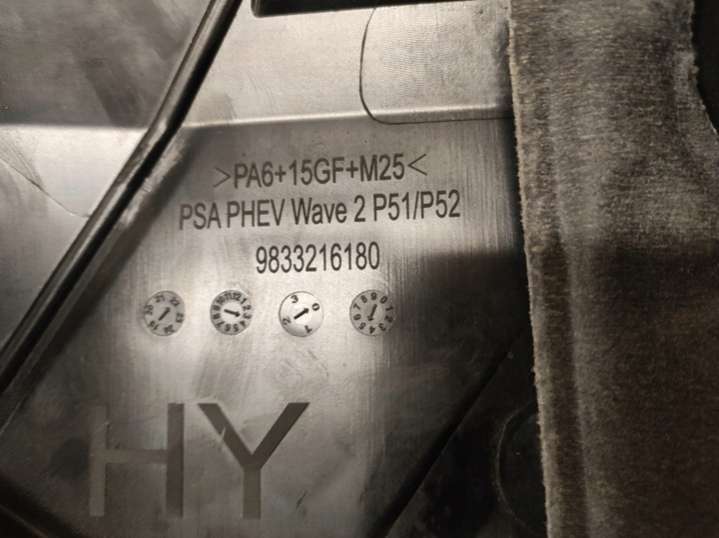 >PA6+15GF+M25<
PSA PHEV Wave 2 P51/P52
9833216180
HY